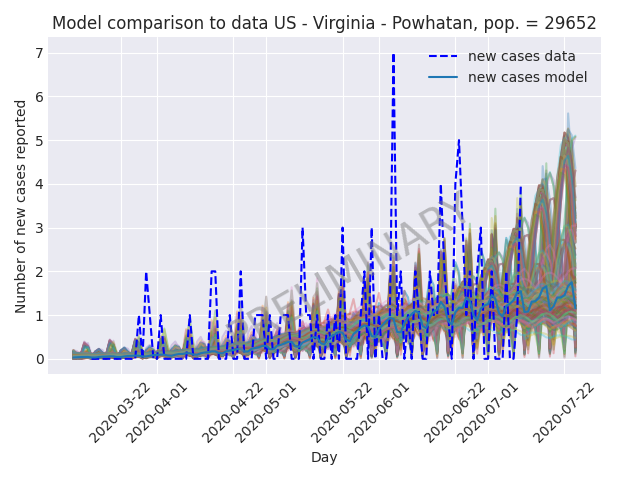 Model comparison to data US - Virginia - Powhatan, pop. = 29652
7
6
5
4
3
2
1
0
Number of new cases reported
new cases data
new cases model
PRELIMINARY
2020-03-22
2020-04-01
2020-04-22
2020-05-01
2020-05-22
2020-06-01
2020-06-22
2020-07-01
2020-07-22
Day